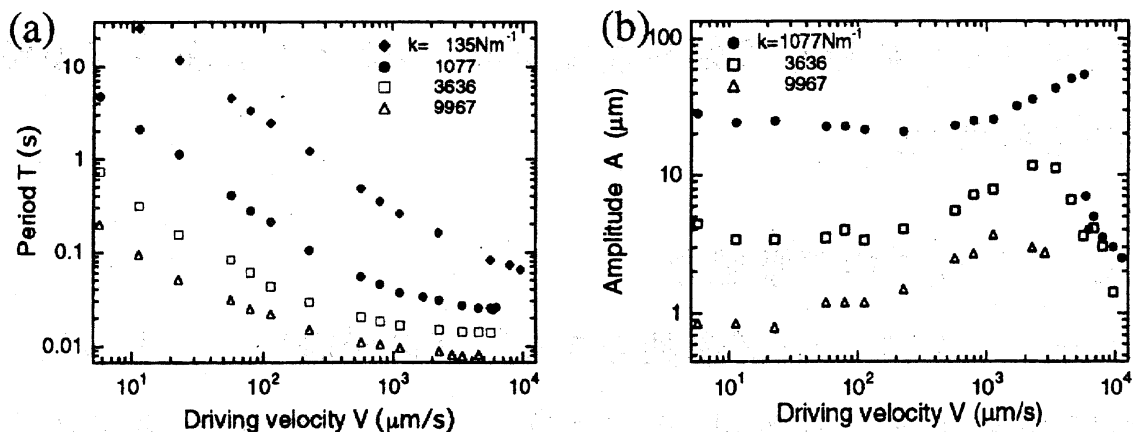 (a)
Period T (s)
10
1
0.1
0.01
k= 135Nm⁻¹
1077
3636
9967
10¹ 10² 10³ 10⁴
Driving velocity V (μm/s)
(b)
Amplitude A (μm)
100
10
1
k=1077Nm⁻¹
3636
9967
10¹ 10² 10³ 10⁴
Driving velocity V (μm/s)